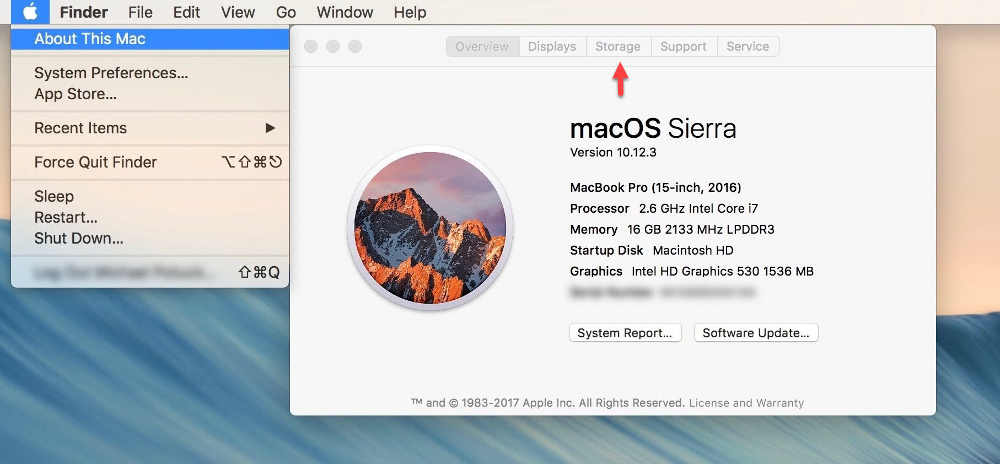 Finder File Edit View Go Window Help
About This Mac
System Preferences...
App Store...
Recent Items ▶
Force Quit Finder ⌥⇧⌘⎋
Sleep
Restart...
Shut Down...
⇧⌘Q
Overview Displays Storage Support Service
macOS Sierra
Version 10.12.3
MacBook Pro (15-inch, 2016)
Processor 2.6 GHz Intel Core i7
Memory 16 GB 2133 MHz LPDDR3
Startup Disk Macintosh HD
Graphics Intel HD Graphics 530 1536 MB
System Report... Software Update...
™ and © 1983-2017 Apple Inc. All Rights Reserved. License and Warranty